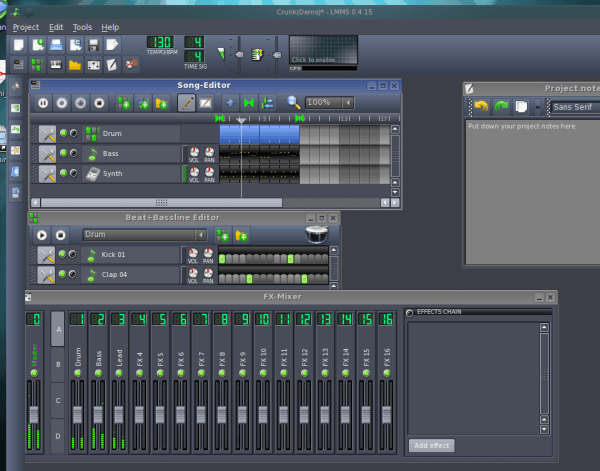 Crunk(Demo)* - LMMS 0.4 15
Project Edit Tools Help
130
TEMPO/BPM
4
4
TIME SIG
Click to enable
CPU
Song-Editor
100%
Drum
Bass
VOL PAN
Synth
VOL PAN
Project notes
Sans Serif
Put down your project notes here.
Beat+Bassline Editor
Drum
Kick 01
VOL PAN
Clap 04
VOL PAN
FX-Mixer
0 1 2 3 4 5 6 7 8 9 10 11 12 13 14 15 16
Master
A
B
C
D
Drum
Bass
Lead
FX 4
FX 5
FX 6
FX 7
FX 8
FX 9
FX 10
FX 11
FX 12
FX 13
FX 14
FX 15
FX 16
EFFECTS CHAIN
Add effect